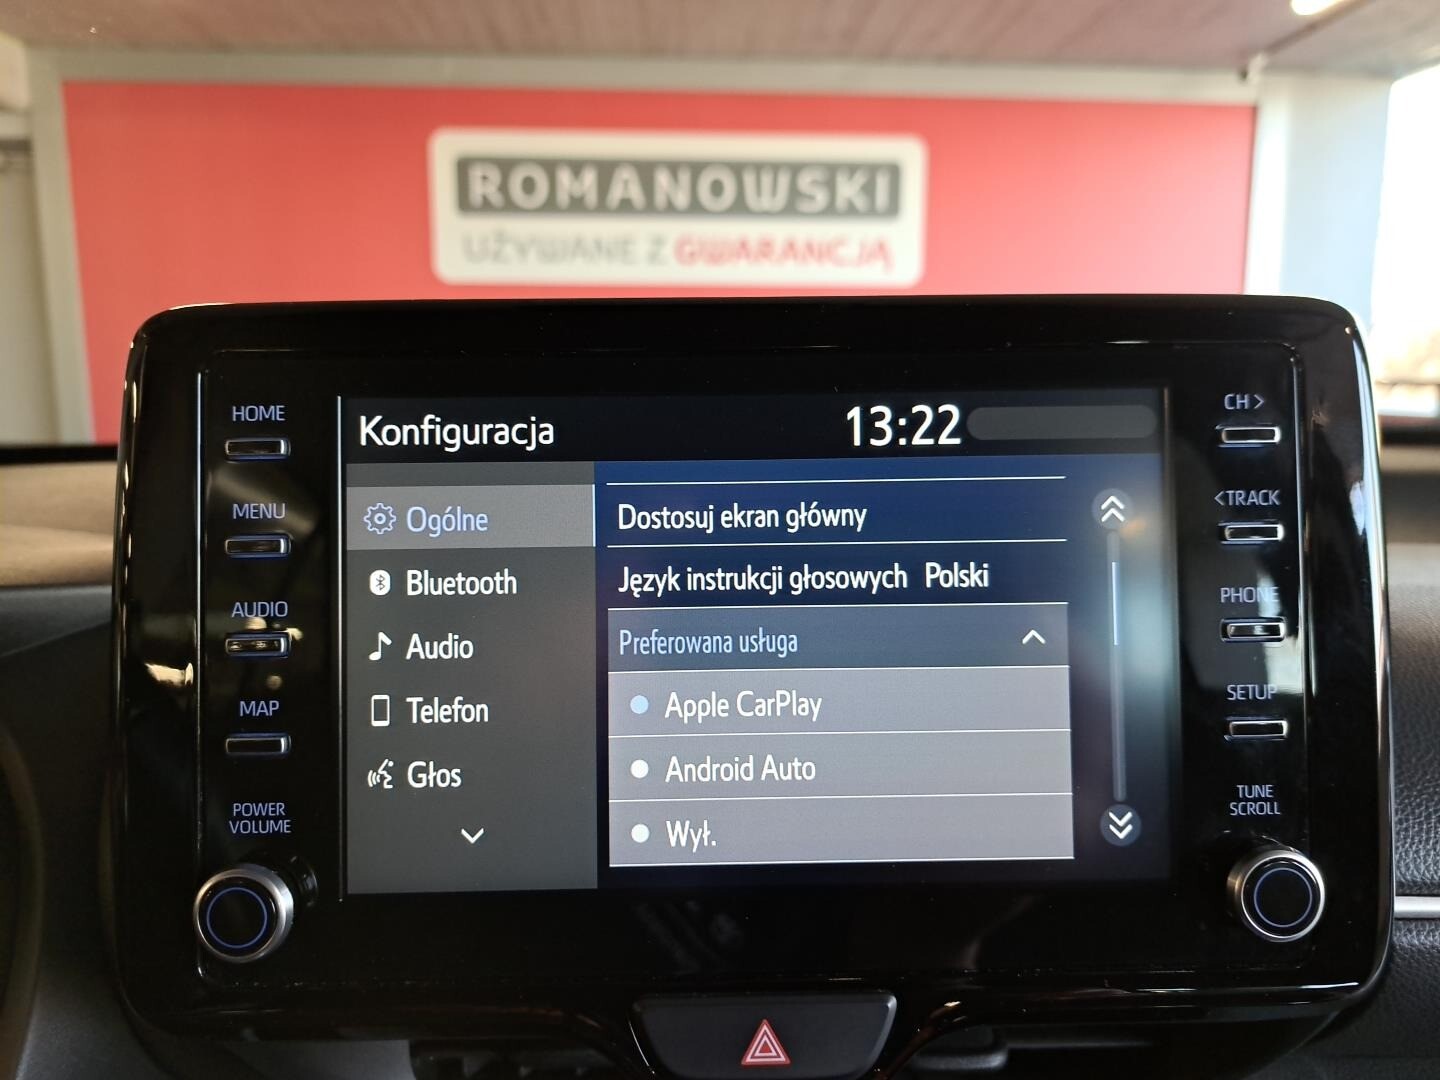 ROMANOWSKI
UŻYWANE Z GWARANCJĄ
HOME
MENU
AUDIO
MAP
POWER
VOLUME
Konfiguracja
13:22
Ogólne
Bluetooth
Audio
Telefon
Głos
Dostosuj ekran główny
Język instrukcji głosowych Polski
Preferowana usługa
Apple CarPlay
Android Auto
Wył.
CH >
< TRACK
PHONE
SETUP
TUNE
SCROLL